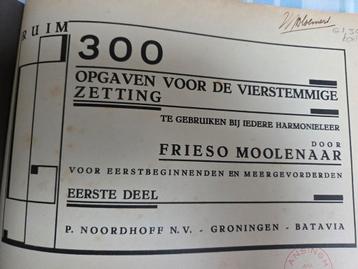 RUIM
300
OPGAVEN VOOR DE VIERSTEMMIGE
ZETTING
TE GEBRUIKEN BIJ IEDERE HARMONIELEER
DOOR
FRIESO MOOLENAAR
VOOR EERSTBEGINNENDEN EN MEERGEVORDERDEN
EERSTE DEEL
P. NOORDHOFF N.V. - GRONINGEN - BATAVIA